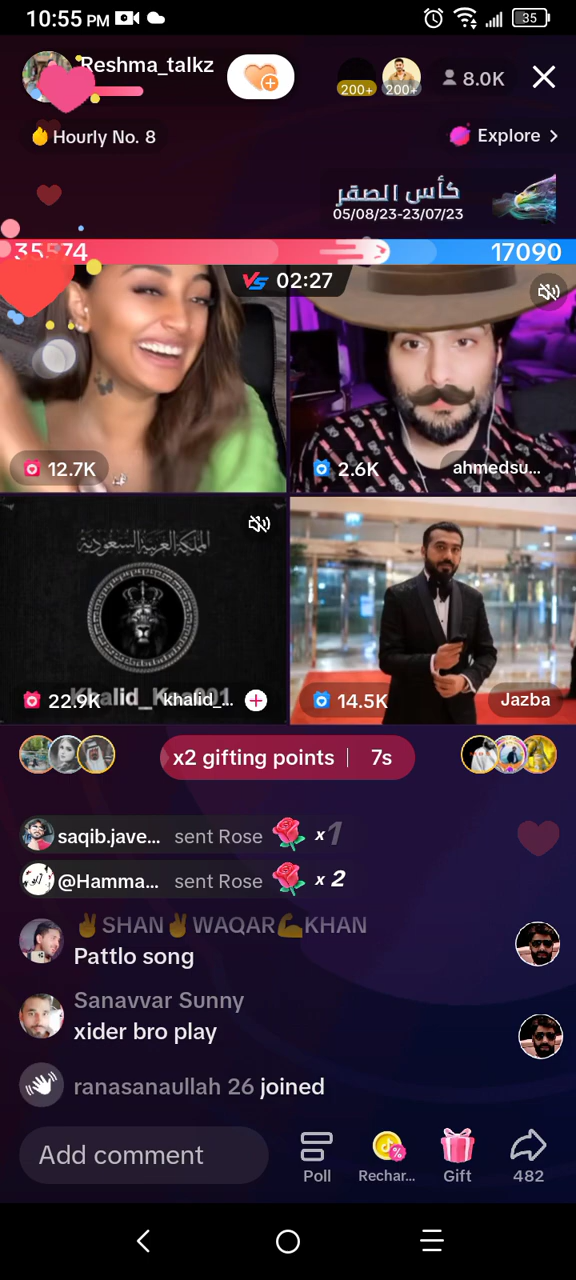 10:55 PM
35
Reshma_talkz
200+
200+
8.0K
Hourly No. 8
Explore
كأس الصقر
05/08/23-23/07/23
17090
VS 02:27
12.7K
2.6K
ahmedsu...
المملكة العربية السعودية
22.9K
khalid_...
14.5K
Jazba
x2 gifting points | 7s
saqib.jave... sent Rose x1
@Hamma... sent Rose x 2
✌SHAN✌WAQAR💪KHAN
Pattlo song
Sanavvar Sunny
xider bro play
ranasanaullah 26 joined
Add comment
Poll
Rechar...
Gift
482